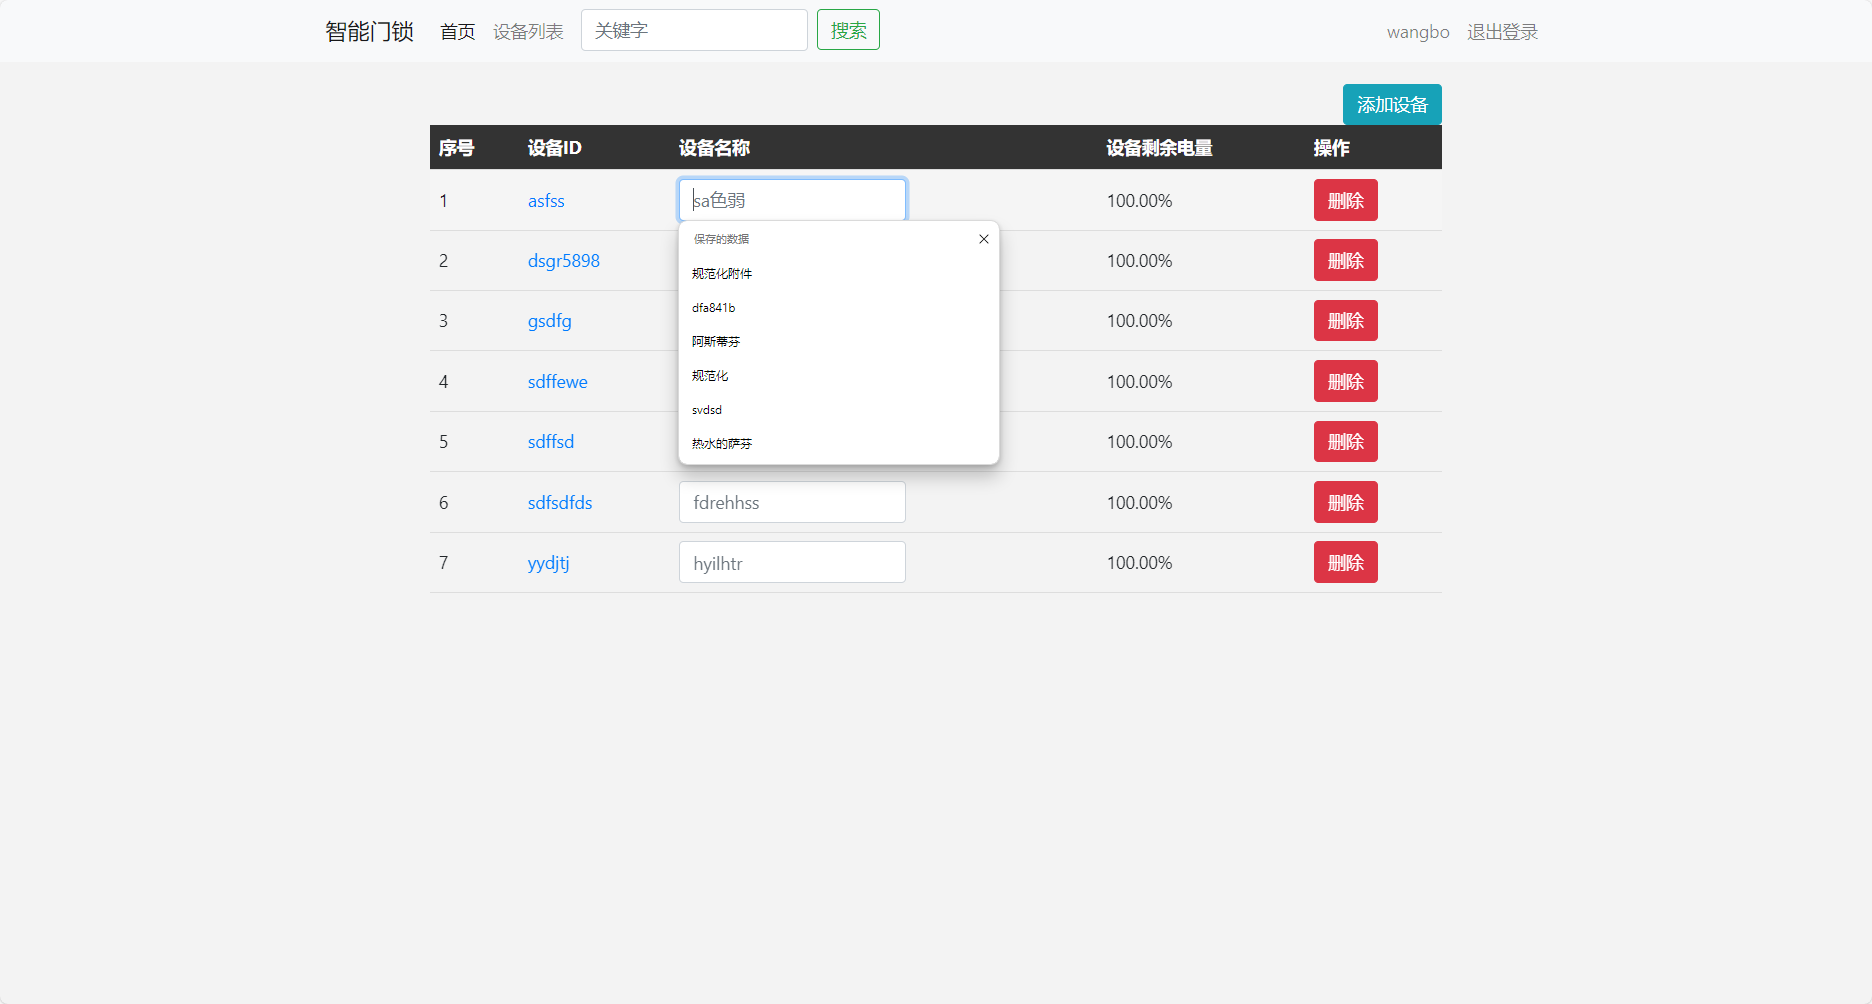 智能门锁 首页 设备列表 关键字 搜索 wangbo 退出登录
添加设备
序号 设备ID 设备名称 设备剩余电量 操作
1 asfss sa色弱 100.00% 删除
保存的数据
2 dsgr5898 100.00% 删除
规范化附件
dfa841b
3 gsdfg 100.00% 删除
阿斯蒂芬
规范化
4 sdffewe 100.00% 删除
svdsd
5 sdffsd 100.00% 删除
热水的萨芬
6 sdfsdfds fdrehhss 100.00% 删除
7 yydjtj hyilhtr 100.00% 删除